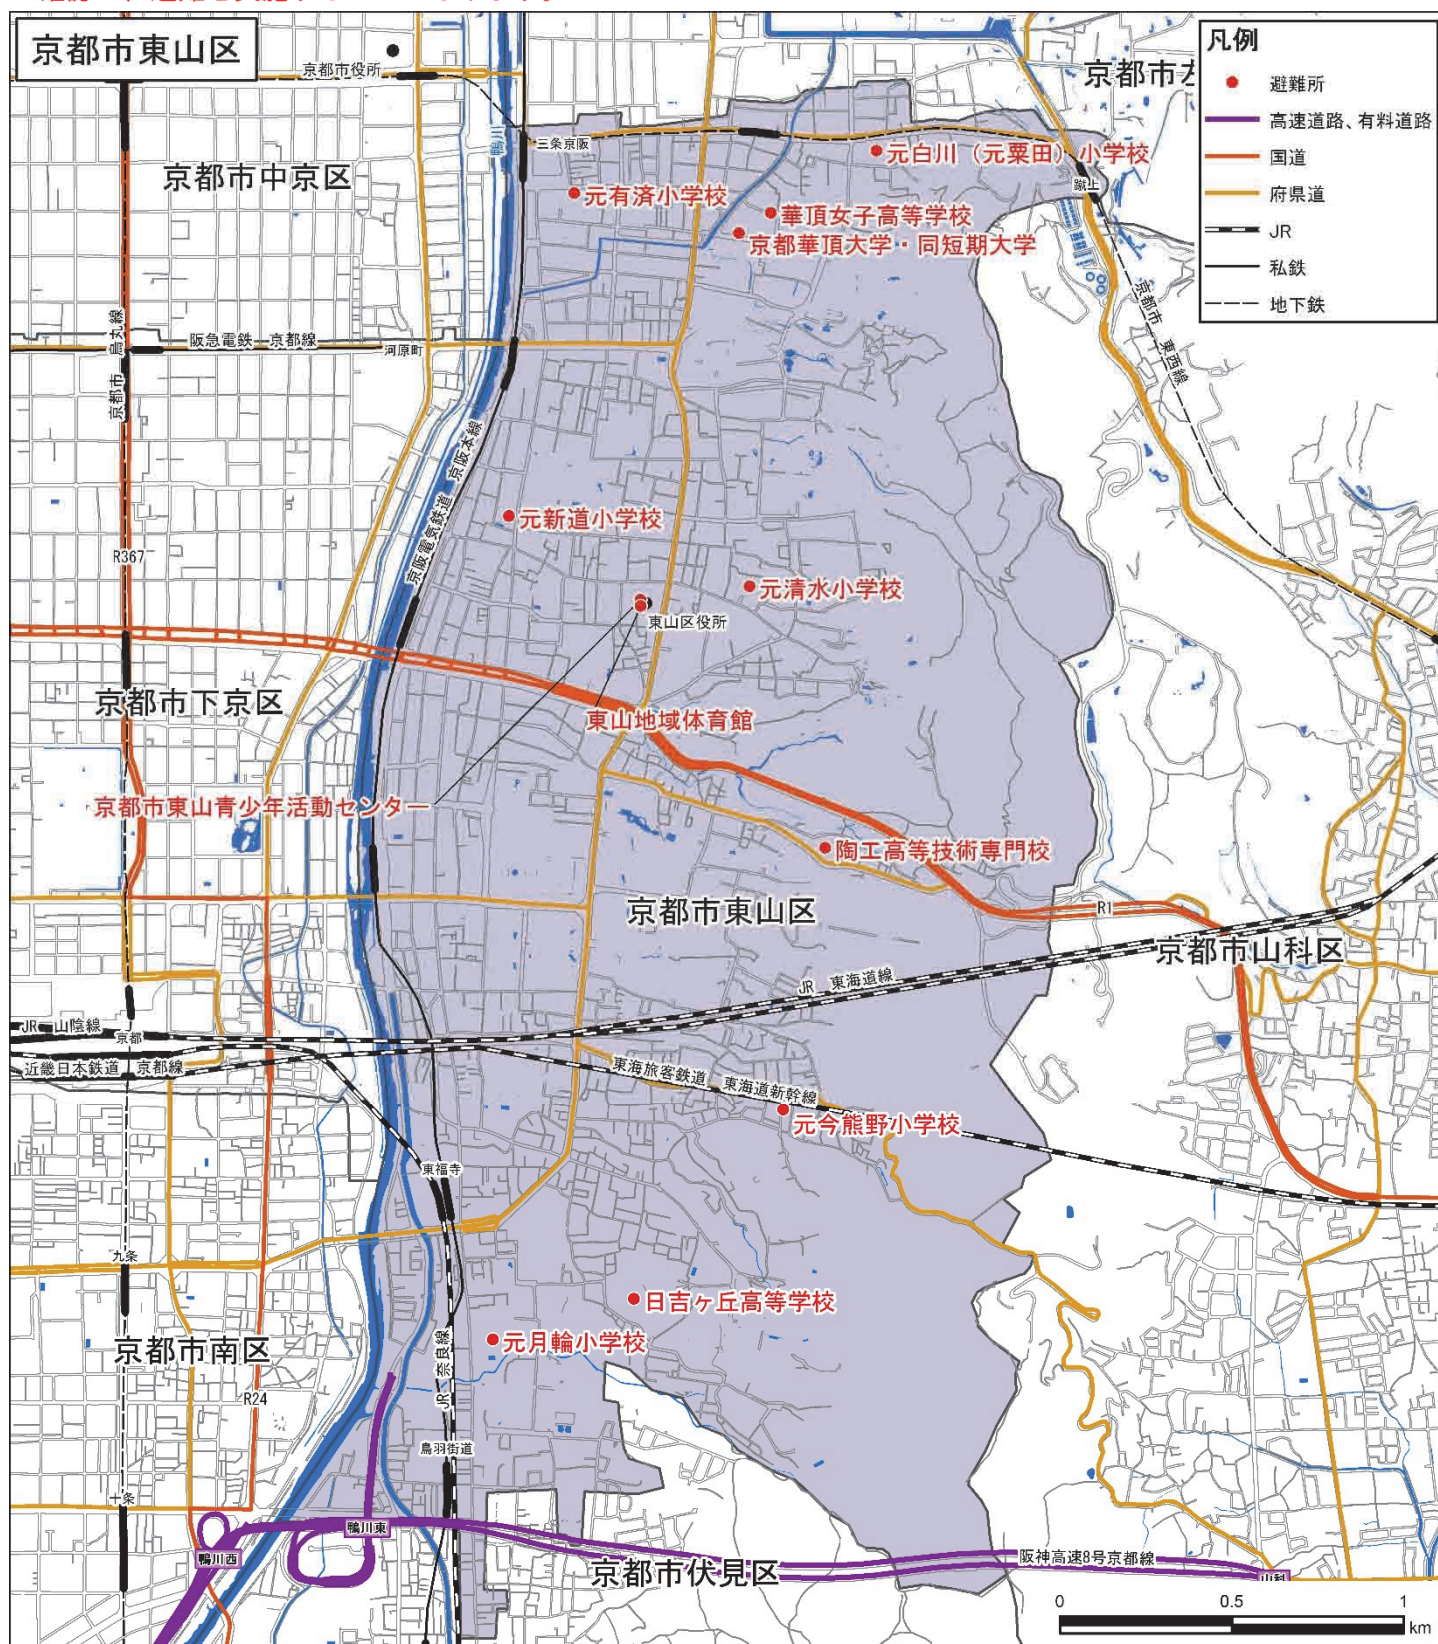 京都市東山区
京都市左
凡例
避難所
高速道路、有料道路
国道
府県道
JR
私鉄
地下鉄
京都市役所
鴨川
三条京阪
元白川（元粟田）小学校
蹴上
京都市中京区
元有済小学校
華頂女子高等学校
京都華頂大学・同短期大学
京都市 東西線
京都市 烏丸線
阪急電鉄 京都線
河原町
京阪電気鉄道 京阪本線
元新道小学校
R367
元清水小学校
東山区役所
京都市下京区
東山地域体育館
京都市東山青少年活動センター
陶工高等技術専門校
京都市東山区
R1
京都市山科区
JR 東海道線
JR 山陰線
京都
近畿日本鉄道 京都線
東海旅客鉄道 東海道新幹線
元今熊野小学校
東福寺
九条
日吉ヶ丘高等学校
京都市南区
元月輪小学校
JR 奈良線
R24
鳥羽街道
十条
鴨川東
鴨川西
阪神高速8号京都線
京都市伏見区
山科
0 0.5 1
km